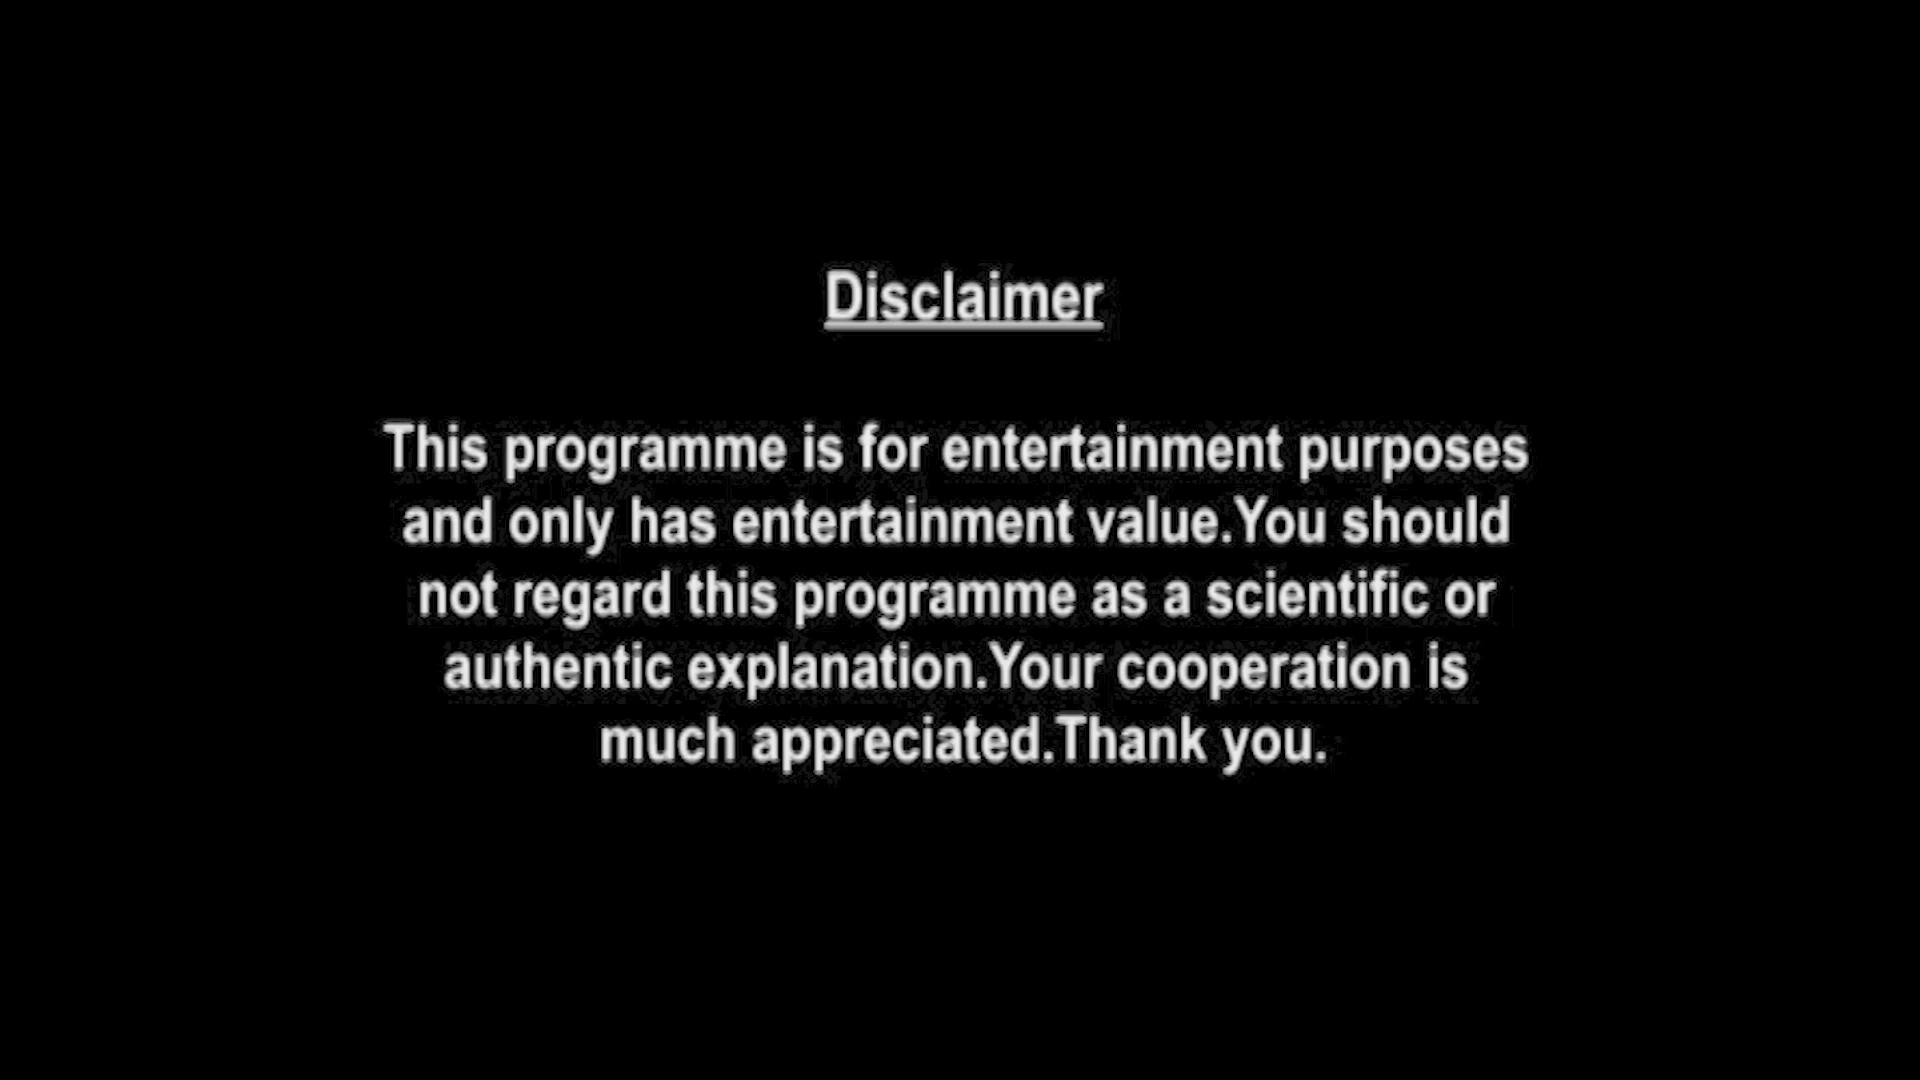 Disclaimer
This programme is for entertainment purposes
and only has entertainment value.You should
not regard this programme as a scientific or
authentic explanation.Your cooperation is
much appreciated.Thank you.